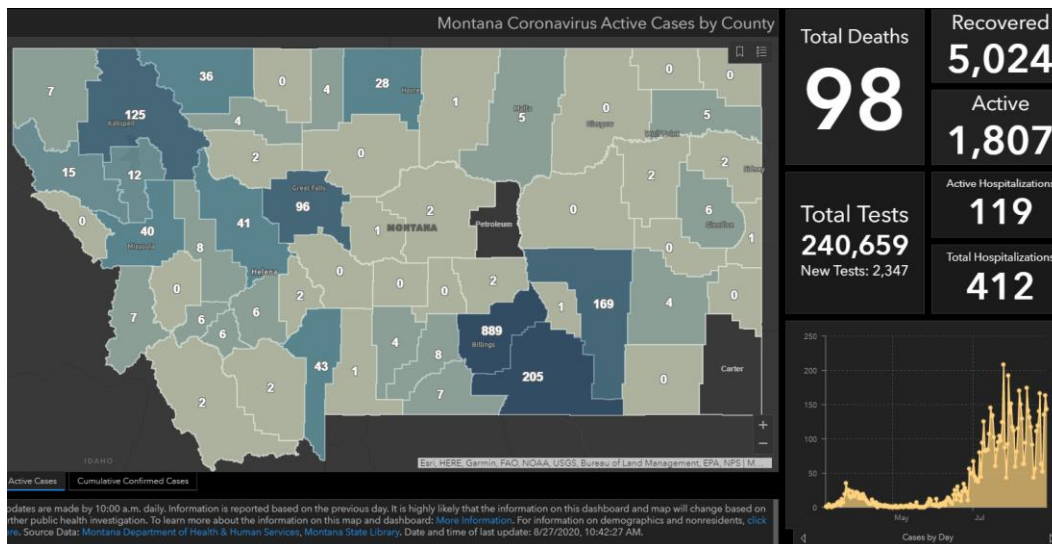 Montana Coronavirus Active Cases by County
7
125
Kalispell
36
0
4
28
Havre
1
Malta
5
0
Glasgow
0
0
5
Wolf Point
4
2
0
2
Sidney
2
15
12
Great Falls
96
0
40
Missoula
8
41
1
MONTANA
2
Petroleum
0
6
Glendive
0
1
Helena
0
0
0
0
2
1
169
4
0
7
6
6
6
2
889
Billings
4
8
43
1
205
Carter
2
2
7
0
IDAHO
+
−
Esri, HERE, Garmin, FAO, NOAA, USGS, Bureau of Land Management, EPA, NPS | M...
Active Cases
Cumulative Confirmed Cases
pdates are made by 10:00 a.m. daily. Information is reported based on the previous day. It is highly likely that the information on this dashboard and map will change based on
rther public health investigation. To learn more about the information on this map and dashboard: More Information. For information on demographics and nonresidents, click
re. Source Data: Montana Department of Health & Human Services, Montana State Library. Date and time of last update: 8/27/2020, 10:42:27 AM.
Total Deaths
98
Recovered
5,024
Active
1,807
Total Tests
240,659
New Tests: 2,347
Active Hospitalizations
119
Total Hospitalizations
412
250
200
150
100
50
0
May
Jul
Cases by Day